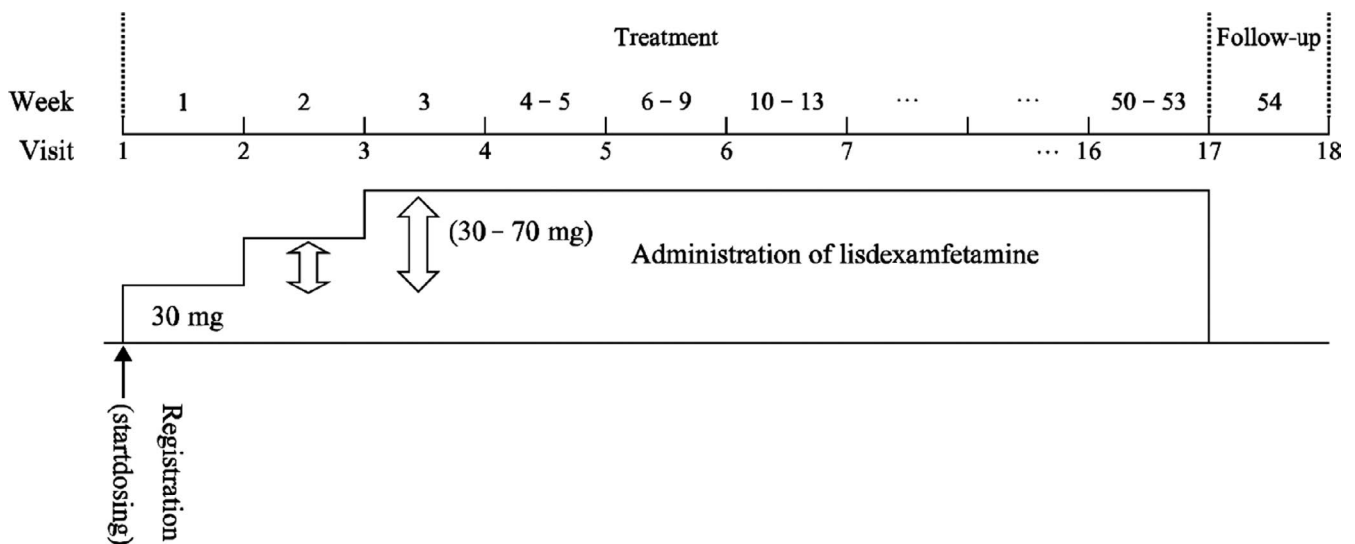 Treatment Follow-up
Week 1 2 3 4 – 5 6 – 9 10 – 13 ··· ··· 50 – 53 54
Visit 1 2 3 4 5 6 7 ··· 16 17 18
(30 – 70 mg)
Administration of lisdexamfetamine
30 mg
Registration
(startdosing)